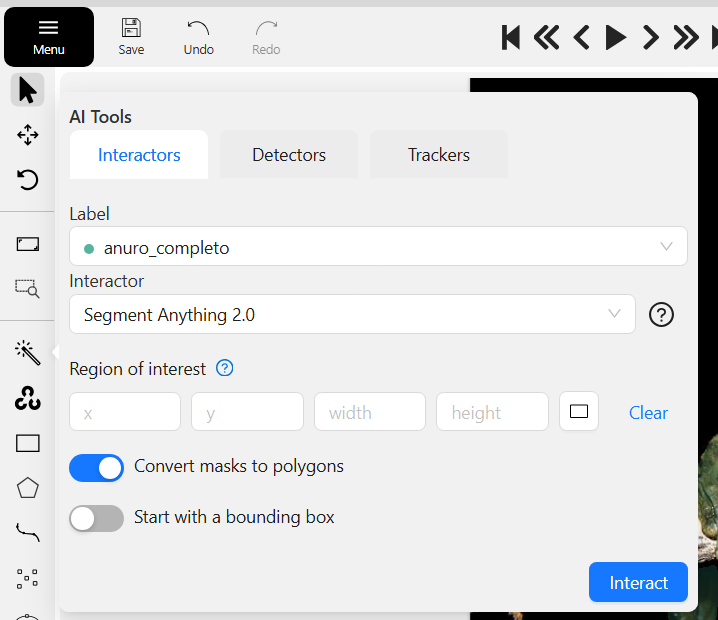 Menu
Save
Undo
Redo
AI Tools
Interactors
Detectors
Trackers
Label
anuro_completo
Interactor
Segment Anything 2.0
Region of interest
x
y
width
height
Clear
Convert masks to polygons
Start with a bounding box
Interact